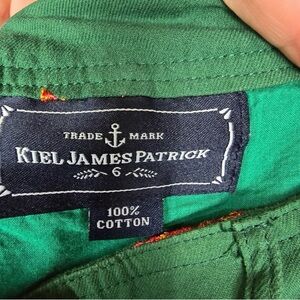 TRADE MARK
KIEL JAMES PATRICK
6
100%
COTTON